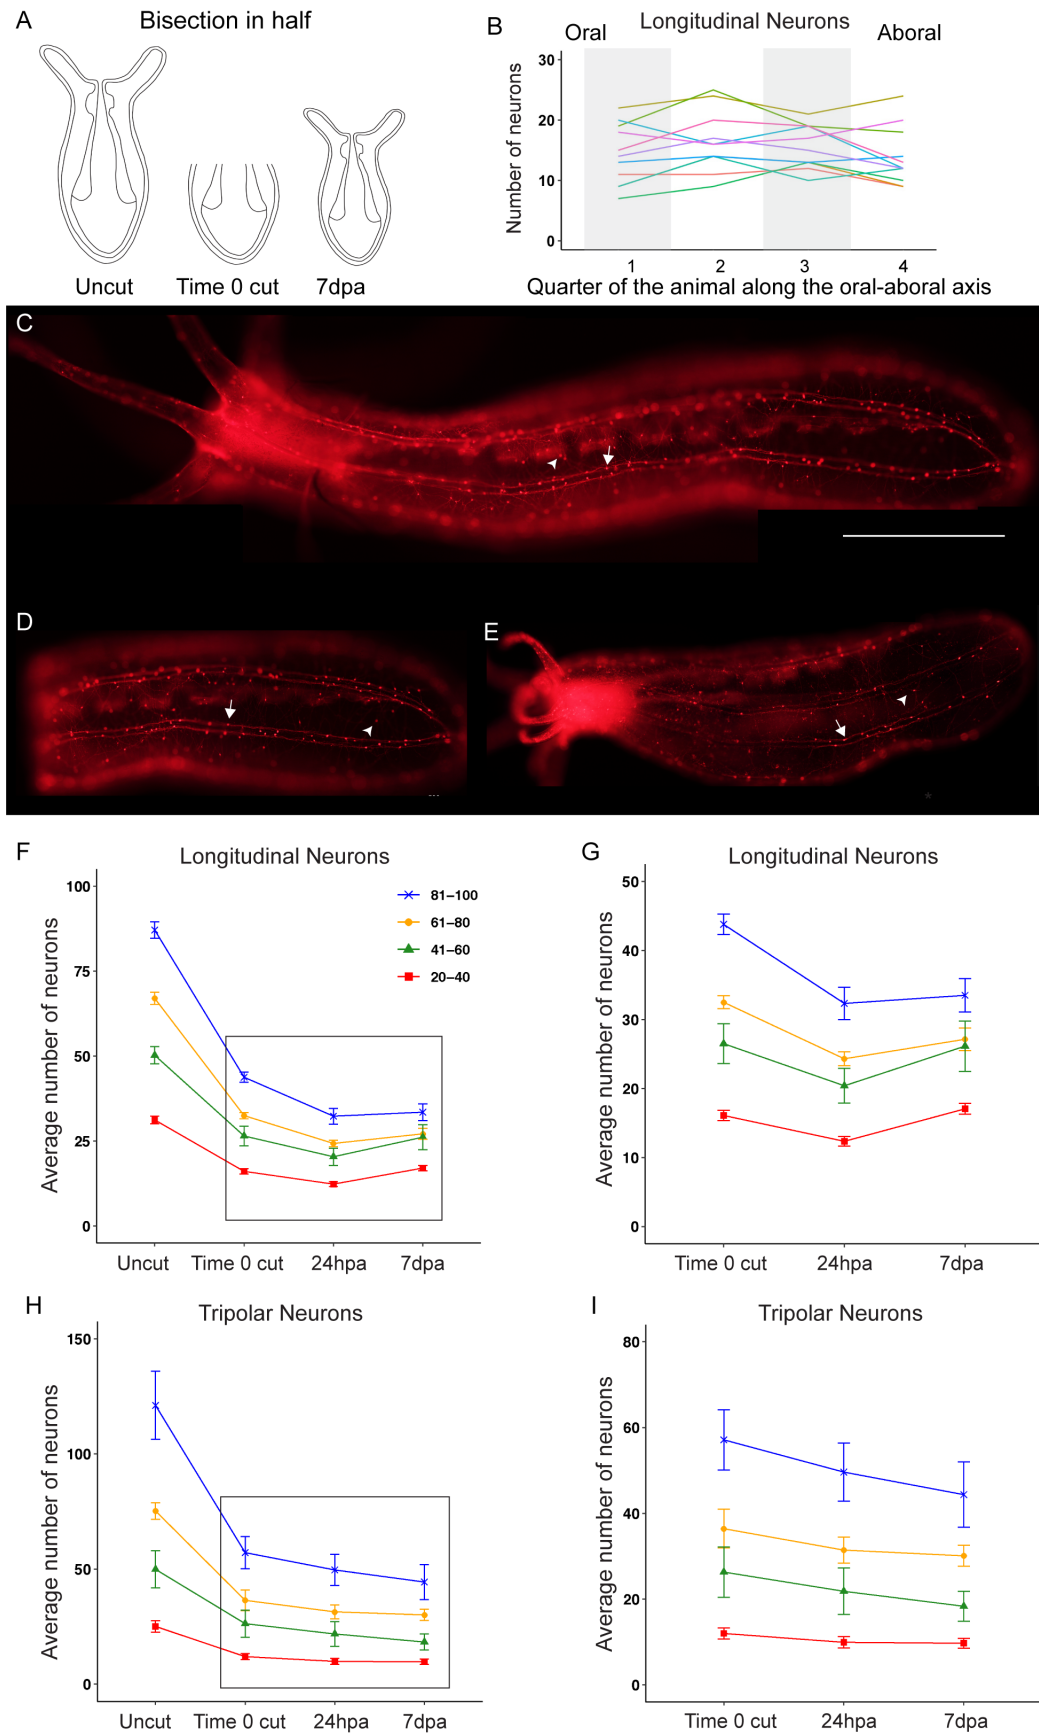 A
Bisection in half
Uncut
Time 0 cut
7dpa
B
Longitudinal Neurons
Oral
Aboral
Number of neurons
30
20
10
0
1
2
3
4
Quarter of the animal along the oral-aboral axis
C
D
E
F
Longitudinal Neurons
Average number of neurons
100
75
50
25
0
81–100
61–80
41–60
20–40
Uncut
Time 0 cut
24hpa
7dpa
G
Longitudinal Neurons
Average number of neurons
50
40
30
20
10
0
Time 0 cut
24hpa
7dpa
H
Tripolar Neurons
Average number of neurons
150
100
50
0
Uncut
Time 0 cut
24hpa
7dpa
I
Tripolar Neurons
Average number of neurons
80
60
40
20
0
Time 0 cut
24hpa
7dpa